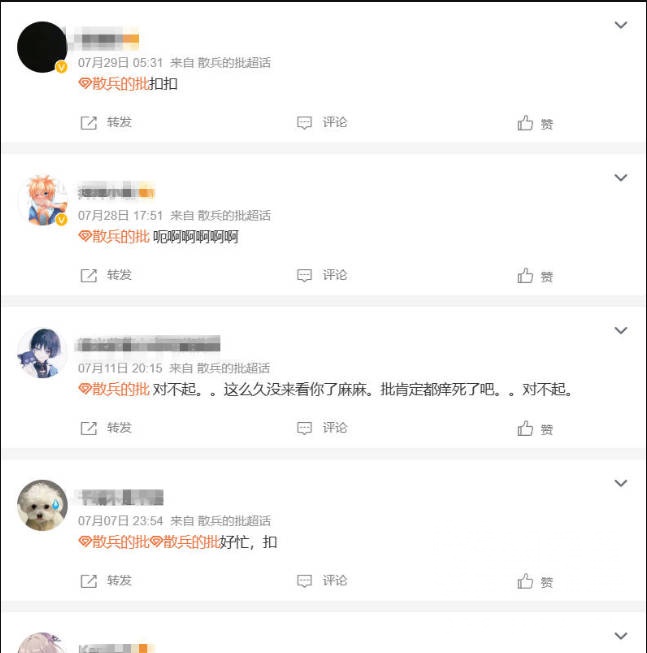 07月29日 05:31 来自 散兵的批超话
散兵的批扣扣
转发 评论 赞
07月28日 17:51 来自 散兵的批超话
散兵的批 呃啊啊啊啊啊
转发 评论 赞
07月11日 20:15 来自 散兵的批超话
散兵的批 对不起。。这么久没来看你了麻麻。批肯定都痒死了吧。。对不起。
转发 评论 赞
07月07日 23:54 来自 散兵的批超话
散兵的批散兵的批好忙，扣
转发 评论 赞